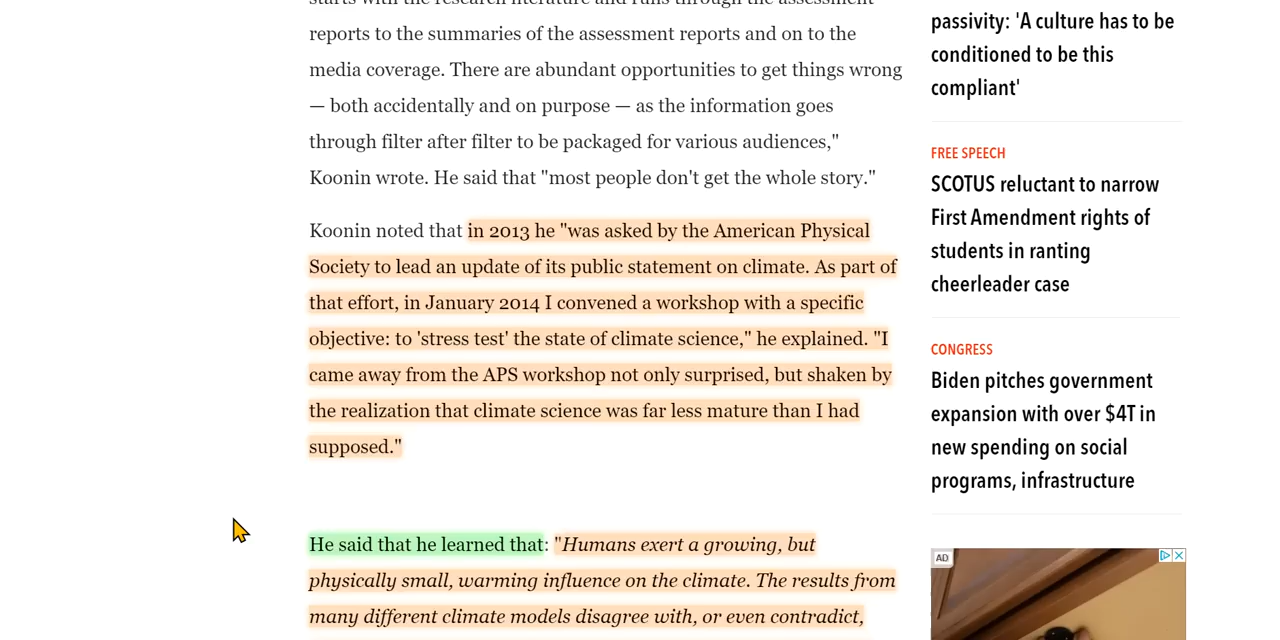 starts with the research literature and runs through the assessment
reports to the summaries of the assessment reports and on to the
media coverage. There are abundant opportunities to get things wrong
— both accidentally and on purpose — as the information goes
through filter after filter to be packaged for various audiences,"
Koonin wrote. He said that "most people don't get the whole story."
Koonin noted that in 2013 he "was asked by the American Physical
Society to lead an update of its public statement on climate. As part of
that effort, in January 2014 I convened a workshop with a specific
objective: to 'stress test' the state of climate science," he explained. "I
came away from the APS workshop not only surprised, but shaken by
the realization that climate science was far less mature than I had
supposed."
He said that he learned that: "Humans exert a growing, but
physically small, warming influence on the climate. The results from
many different climate models disagree with, or even contradict,
passivity: 'A culture has to be
conditioned to be this
compliant'
FREE SPEECH
SCOTUS reluctant to narrow
First Amendment rights of
students in ranting
cheerleader case
CONGRESS
Biden pitches government
expansion with over $4T in
new spending on social
programs, infrastructure
AD